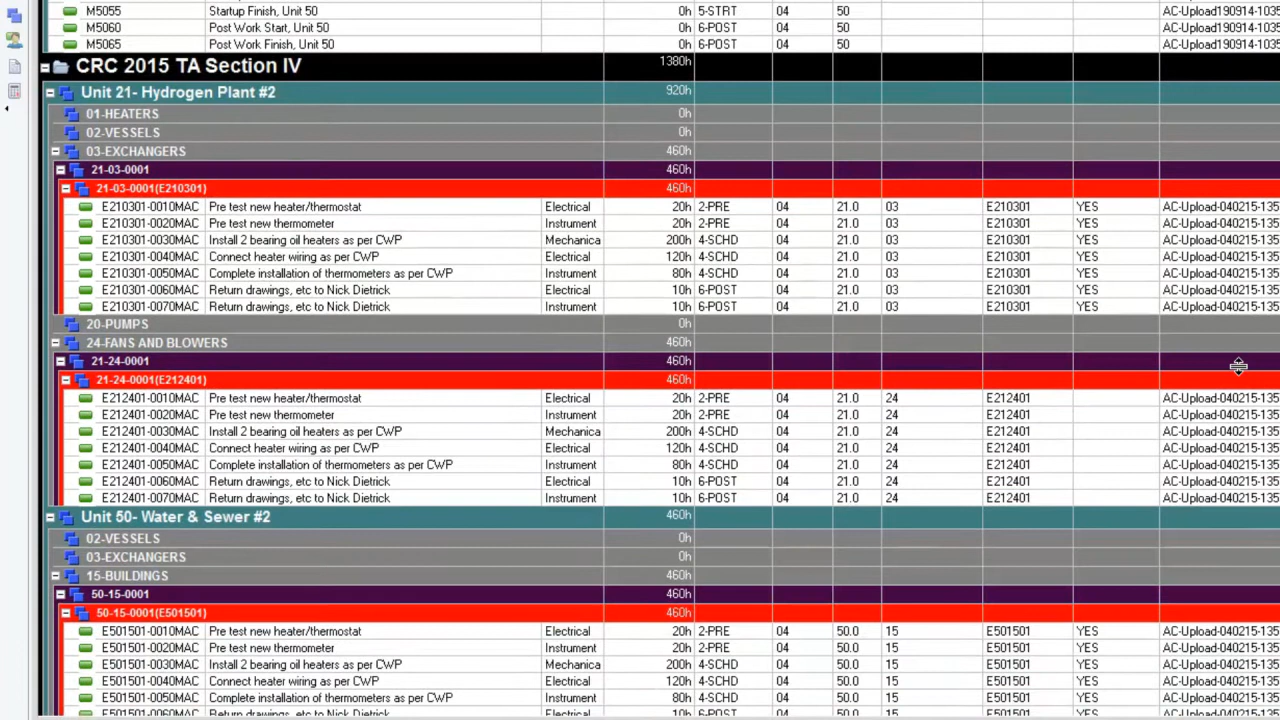 M5055 Startup Finish, Unit 50 0h 5-STRT 04 50 AC-Upload190914-1035
M5060 Post Work Start, Unit 50 0h 6-POST 04 50 AC-Upload190914-1035
M5065 Post Work Finish, Unit 50 0h 6-POST 04 50 AC-Upload190914-1035
CRC 2015 TA Section IV 1380h
Unit 21- Hydrogen Plant #2 920h
01-HEATERS 0h
02-VESSELS 0h
03-EXCHANGERS 460h
21-03-0001 460h
21-03-0001(E210301) 460h
E210301-0010MAC Pre test new heater/thermostat Electrical 20h 2-PRE 04 21.0 03 E210301 YES AC-Upload-040215-135
E210301-0020MAC Pre test new thermometer Instrument 20h 2-PRE 04 21.0 03 E210301 YES AC-Upload-040215-135
E210301-0030MAC Install 2 bearing oil heaters as per CWP Mechanica 200h 4-SCHD 04 21.0 03 E210301 YES AC-Upload-040215-135
E210301-0040MAC Connect heater wiring as per CWP Electrical 120h 4-SCHD 04 21.0 03 E210301 YES AC-Upload-040215-135
E210301-0050MAC Complete installation of thermometers as per CWP Instrument 80h 4-SCHD 04 21.0 03 E210301 YES AC-Upload-040215-135
E210301-0060MAC Return drawings, etc to Nick Dietrick Electrical 10h 6-POST 04 21.0 03 E210301 YES AC-Upload-040215-135
E210301-0070MAC Return drawings, etc to Nick Dietrick Instrument 10h 6-POST 04 21.0 03 E210301 YES AC-Upload-040215-135
20-PUMPS 0h
24-FANS AND BLOWERS 460h
21-24-0001 460h
21-24-0001(E212401) 460h
E212401-0010MAC Pre test new heater/thermostat Electrical 20h 2-PRE 04 21.0 24 E212401 AC-Upload-040215-135
E212401-0020MAC Pre test new thermometer Instrument 20h 2-PRE 04 21.0 24 E212401 AC-Upload-040215-135
E212401-0030MAC Install 2 bearing oil heaters as per CWP Mechanica 200h 4-SCHD 04 21.0 24 E212401 AC-Upload-040215-135
E212401-0040MAC Connect heater wiring as per CWP Electrical 120h 4-SCHD 04 21.0 24 E212401 AC-Upload-040215-135
E212401-0050MAC Complete installation of thermometers as per CWP Instrument 80h 4-SCHD 04 21.0 24 E212401 AC-Upload-040215-135
E212401-0060MAC Return drawings, etc to Nick Dietrick Electrical 10h 6-POST 04 21.0 24 E212401 AC-Upload-040215-135
E212401-0070MAC Return drawings, etc to Nick Dietrick Instrument 10h 6-POST 04 21.0 24 E212401 AC-Upload-040215-135
Unit 50- Water & Sewer #2 460h
02-VESSELS 0h
03-EXCHANGERS 0h
15-BUILDINGS 460h
50-15-0001 460h
50-15-0001(E501501) 460h
E501501-0010MAC Pre test new heater/thermostat Electrical 20h 2-PRE 04 50.0 15 E501501 YES AC-Upload-040215-135
E501501-0020MAC Pre test new thermometer Instrument 20h 2-PRE 04 50.0 15 E501501 YES AC-Upload-040215-135
E501501-0030MAC Install 2 bearing oil heaters as per CWP Mechanica 200h 4-SCHD 04 50.0 15 E501501 YES AC-Upload-040215-135
E501501-0040MAC Connect heater wiring as per CWP Electrical 120h 4-SCHD 04 50.0 15 E501501 YES AC-Upload-040215-135
E501501-0050MAC Complete installation of thermometers as per CWP Instrument 80h 4-SCHD 04 50.0 15 E501501 YES AC-Upload-040215-135
E501501-0060MAC Return drawings, etc to Nick Dietrick Electrical 10h 6-POST 04 50.0 15 E501501 YES AC-Upload-040215-135